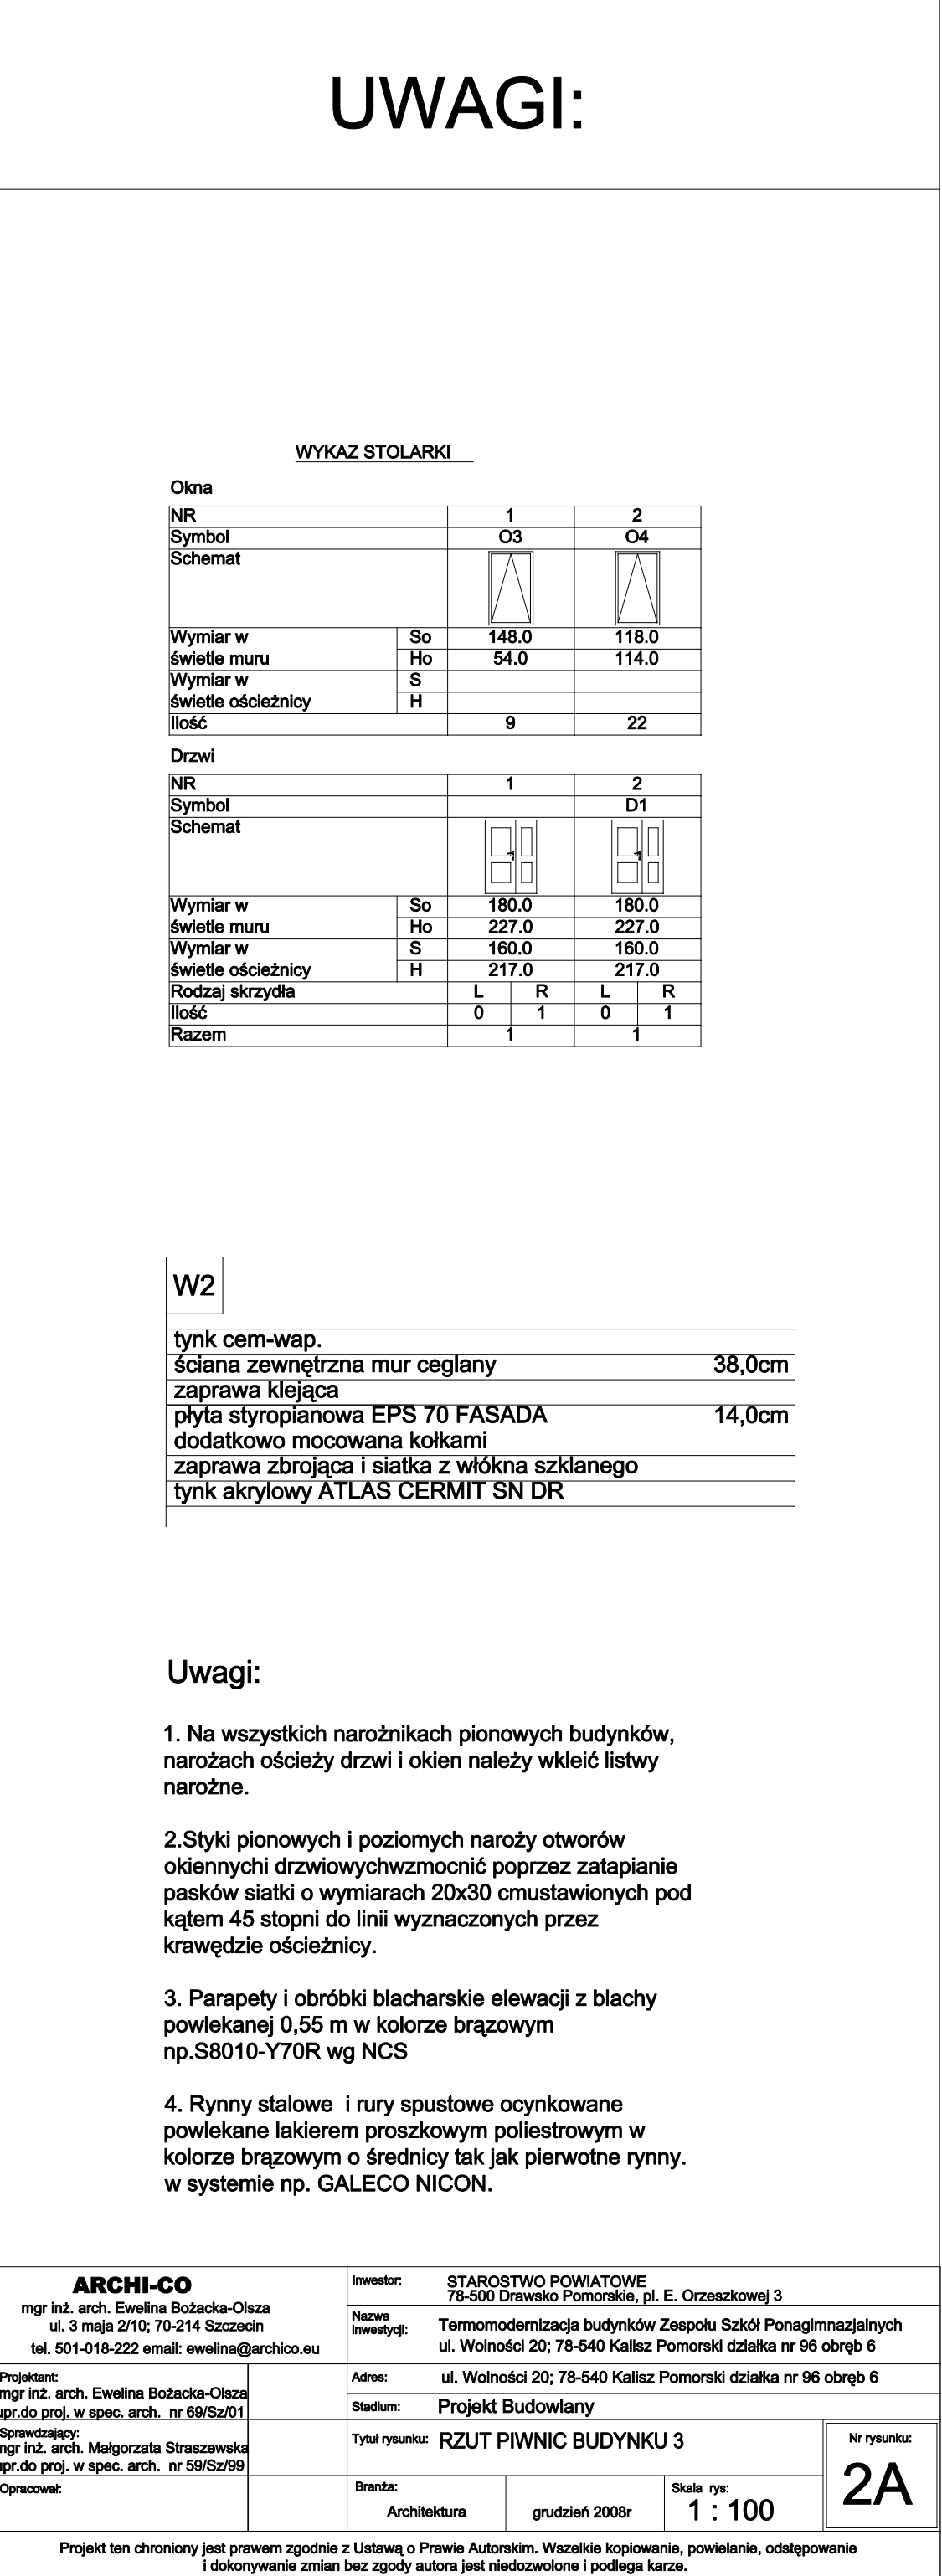 UWAGI:
WYKAZ STOLARKI
Okna
NR 1 2
Symbol O3 O4
Schemat
Wymiar w So 148.0 118.0
świetle muru Ho 54.0 114.0
Wymiar w S
świetle ościeżnicy H
Ilość 9 22
Drzwi
NR 1 2
Symbol D1
Schemat
Wymiar w So 180.0 180.0
świetle muru Ho 227.0 227.0
Wymiar w S 160.0 160.0
świetle ościeżnicy H 217.0 217.0
Rodzaj skrzydła L R L R
Ilość 0 1 0 1
Razem 1 1
W2
tynk cem-wap.
ściana zewnętrzna mur ceglany 38,0cm
zaprawa klejąca
płyta styropianowa EPS 70 FASADA 14,0cm
dodatkowo mocowana kołkami
zaprawa zbrojąca i siatka z włókna szklanego
tynk akrylowy ATLAS CERMIT SN DR
Uwagi:
1. Na wszystkich narożnikach pionowych budynków,
narożach ościeży drzwi i okien należy wkleić listwy
narożne.
2.Styki pionowych i poziomych naroży otworów
okiennychi drzwiowychwzmocnić poprzez zatapianie
pasków siatki o wymiarach 20x30 cmustawionych pod
kątem 45 stopni do linii wyznaczonych przez
krawędzie ościeżnicy.
3. Parapety i obróbki blacharskie elewacji z blachy
powlekanej 0,55 m w kolorze brązowym
np.S8010-Y70R wg NCS
4. Rynny stalowe i rury spustowe ocynkowane
powlekane lakierem proszkowym poliestrowym w
kolorze brązowym o średnicy tak jak pierwotne rynny.
w systemie np. GALECO NICON.
ARCHI-CO
mgr inż. arch. Ewelina Bożacka-Olsza
ul. 3 maja 2/10; 70-214 Szczecin
tel. 501-018-222 email: ewelina@archico.eu
Projektant:
mgr inż. arch. Ewelina Bożacka-Olsza
upr.do proj. w spec. arch. nr 69/Sz/01
Sprawdzający:
mgr inż. arch. Małgorzata Straszewska
upr.do proj. w spec. arch. nr 59/Sz/99
Opracował:
Inwestor: STAROSTWO POWIATOWE
78-500 Drawsko Pomorskie, pl. E. Orzeszkowej 3
Nazwa
inwestycji: Termomodernizacja budynków Zespołu Szkół Ponagimnazjalnych
ul. Wolności 20; 78-540 Kalisz Pomorski działka nr 96 obręb 6
Adres: ul. Wolności 20; 78-540 Kalisz Pomorski działka nr 96 obręb 6
Stadium: Projekt Budowlany
Tytuł rysunku: RZUT PIWNIC BUDYNKU 3
Nr rysunku:
2A
Branża:
Architektura
grudzień 2008r
Skala rys:
1 : 100
Projekt ten chroniony jest prawem zgodnie z Ustawą o Prawie Autorskim. Wszelkie kopiowanie, powielanie, odstępowanie
i dokonywanie zmian bez zgody autora jest niedozwolone i podlega karze.